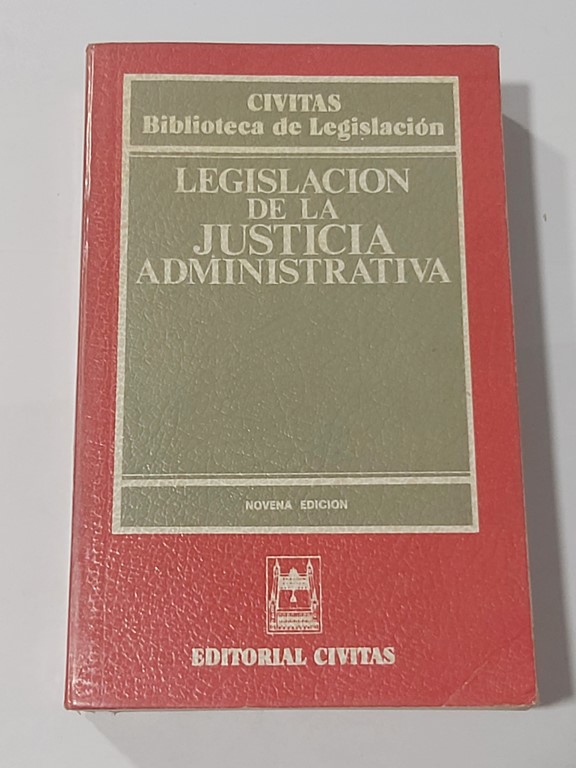 CIVITAS
Biblioteca de Legislación
LEGISLACION
DE LA
JUSTICIA
ADMINISTRATIVA
NOVENA EDICION
EDITORIAL CIVITAS